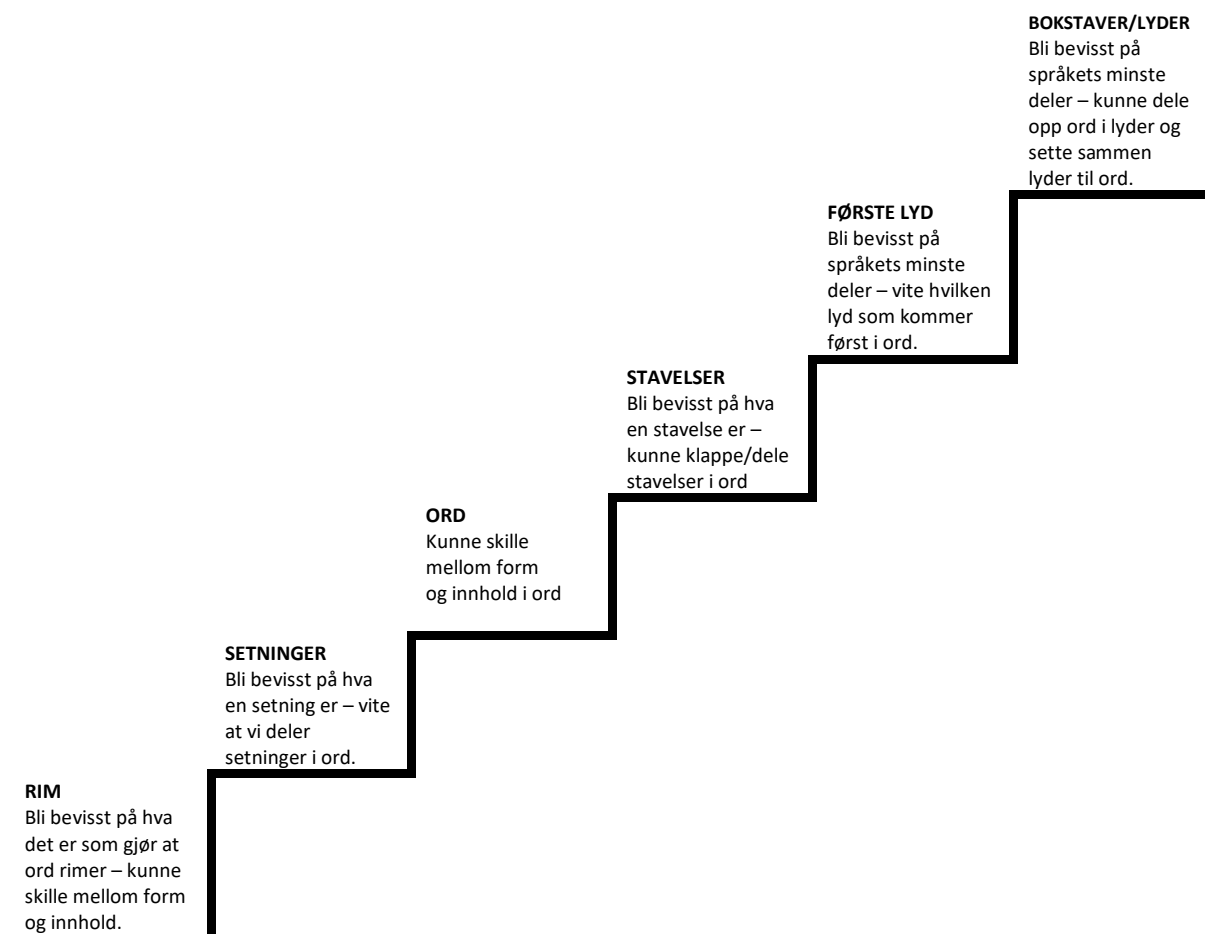 BOKSTAVER/LYDER
Bli bevisst på
språkets minste
deler – kunne dele
opp ord i lyder og
sette sammen
lyder til ord.
FØRSTE LYD
Bli bevisst på
språkets minste
deler – vite hvilken
lyd som kommer
først i ord.
STAVELSER
Bli bevisst på hva
en stavelse er –
kunne klappe/dele
stavelser i ord
ORD
Kunne skille
mellom form
og innhold i ord
SETNINGER
Bli bevisst på hva
en setning er – vite
at vi deler
setninger i ord.
RIM
Bli bevisst på hva
det er som gjør at
ord rimer – kunne
skille mellom form
og innhold.